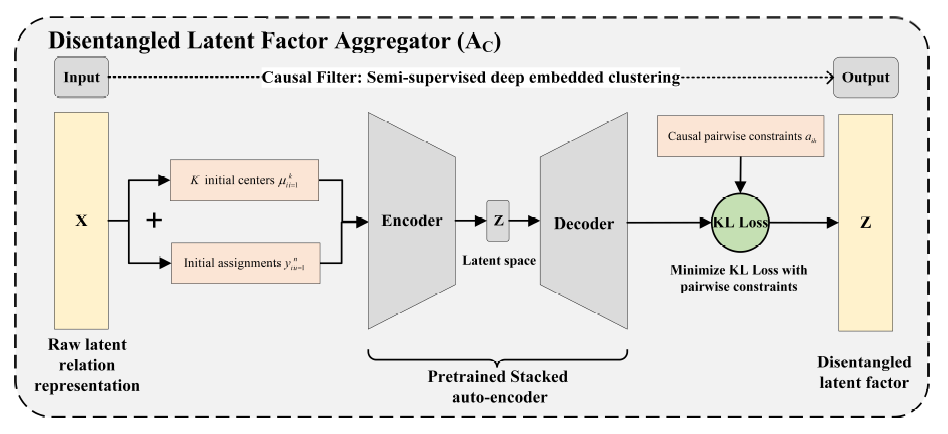 Disentangled Latent Factor Aggregator (A_C)
Input
Causal Filter: Semi-supervised deep embedded clustering
Output
X
K initial centers μ_{ii=1}^k
+
Initial assignments y_{iu=1}^n
Encoder
Z
Latent space
Decoder
Causal pairwise constraints a_{ih}
KL Loss
Minimize KL Loss with
pairwise constraints
Z
Raw latent
relation
representation
Pretrained Stacked
auto-encoder
Disentangled
latent factor